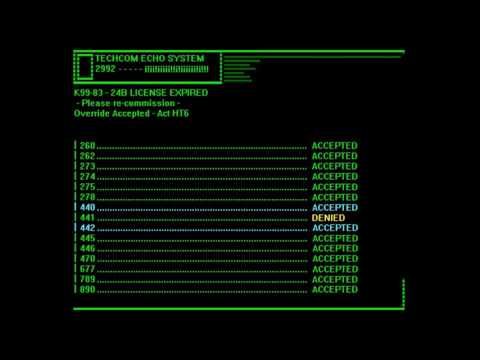 TECHCOM ECHO SYSTEM
2992 -----
K99-83 - 24B LICENSE EXPIRED
- Please re-commission -
Override Accepted - Act HT6
260 ACCEPTED
262 ACCEPTED
273 ACCEPTED
274 ACCEPTED
275 ACCEPTED
278 ACCEPTED
440 ACCEPTED
441 DENIED
442 ACCEPTED
445 ACCEPTED
446 ACCEPTED
470 ACCEPTED
677 ACCEPTED
789 ACCEPTED
890 ACCEPTED